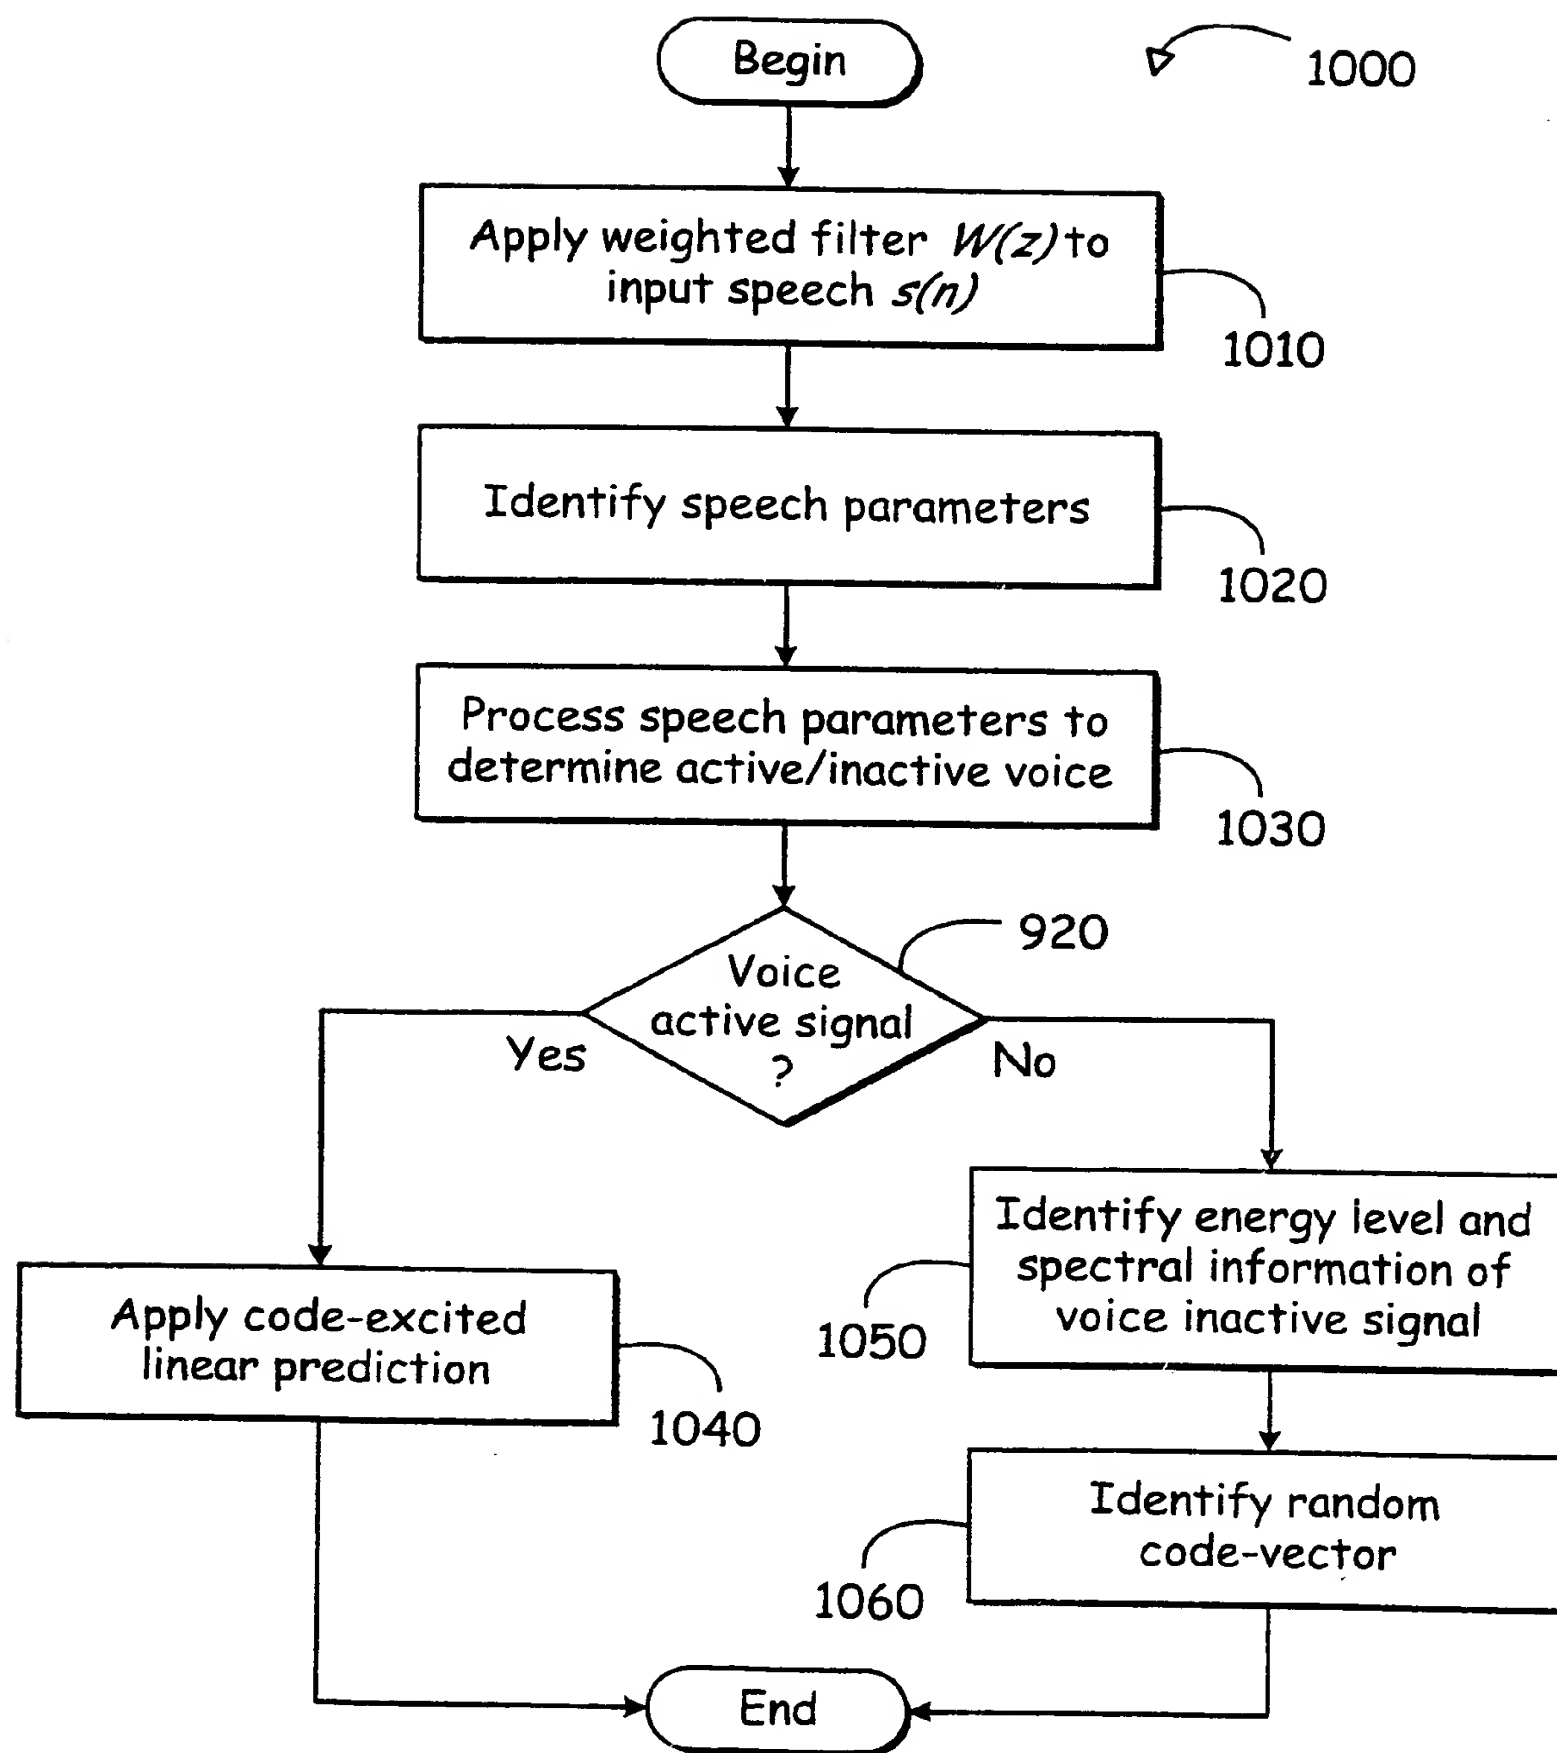 Begin
1000
Apply weighted filter W(z) to
input speech s(n)
1010
Identify speech parameters
1020
Process speech parameters to
determine active/inactive voice
1030
920
Voice
active signal
?
Yes
No
Identify energy level and
spectral information of
voice inactive signal
1050
Apply code-excited
linear prediction
1040
Identify random
code-vector
1060
End